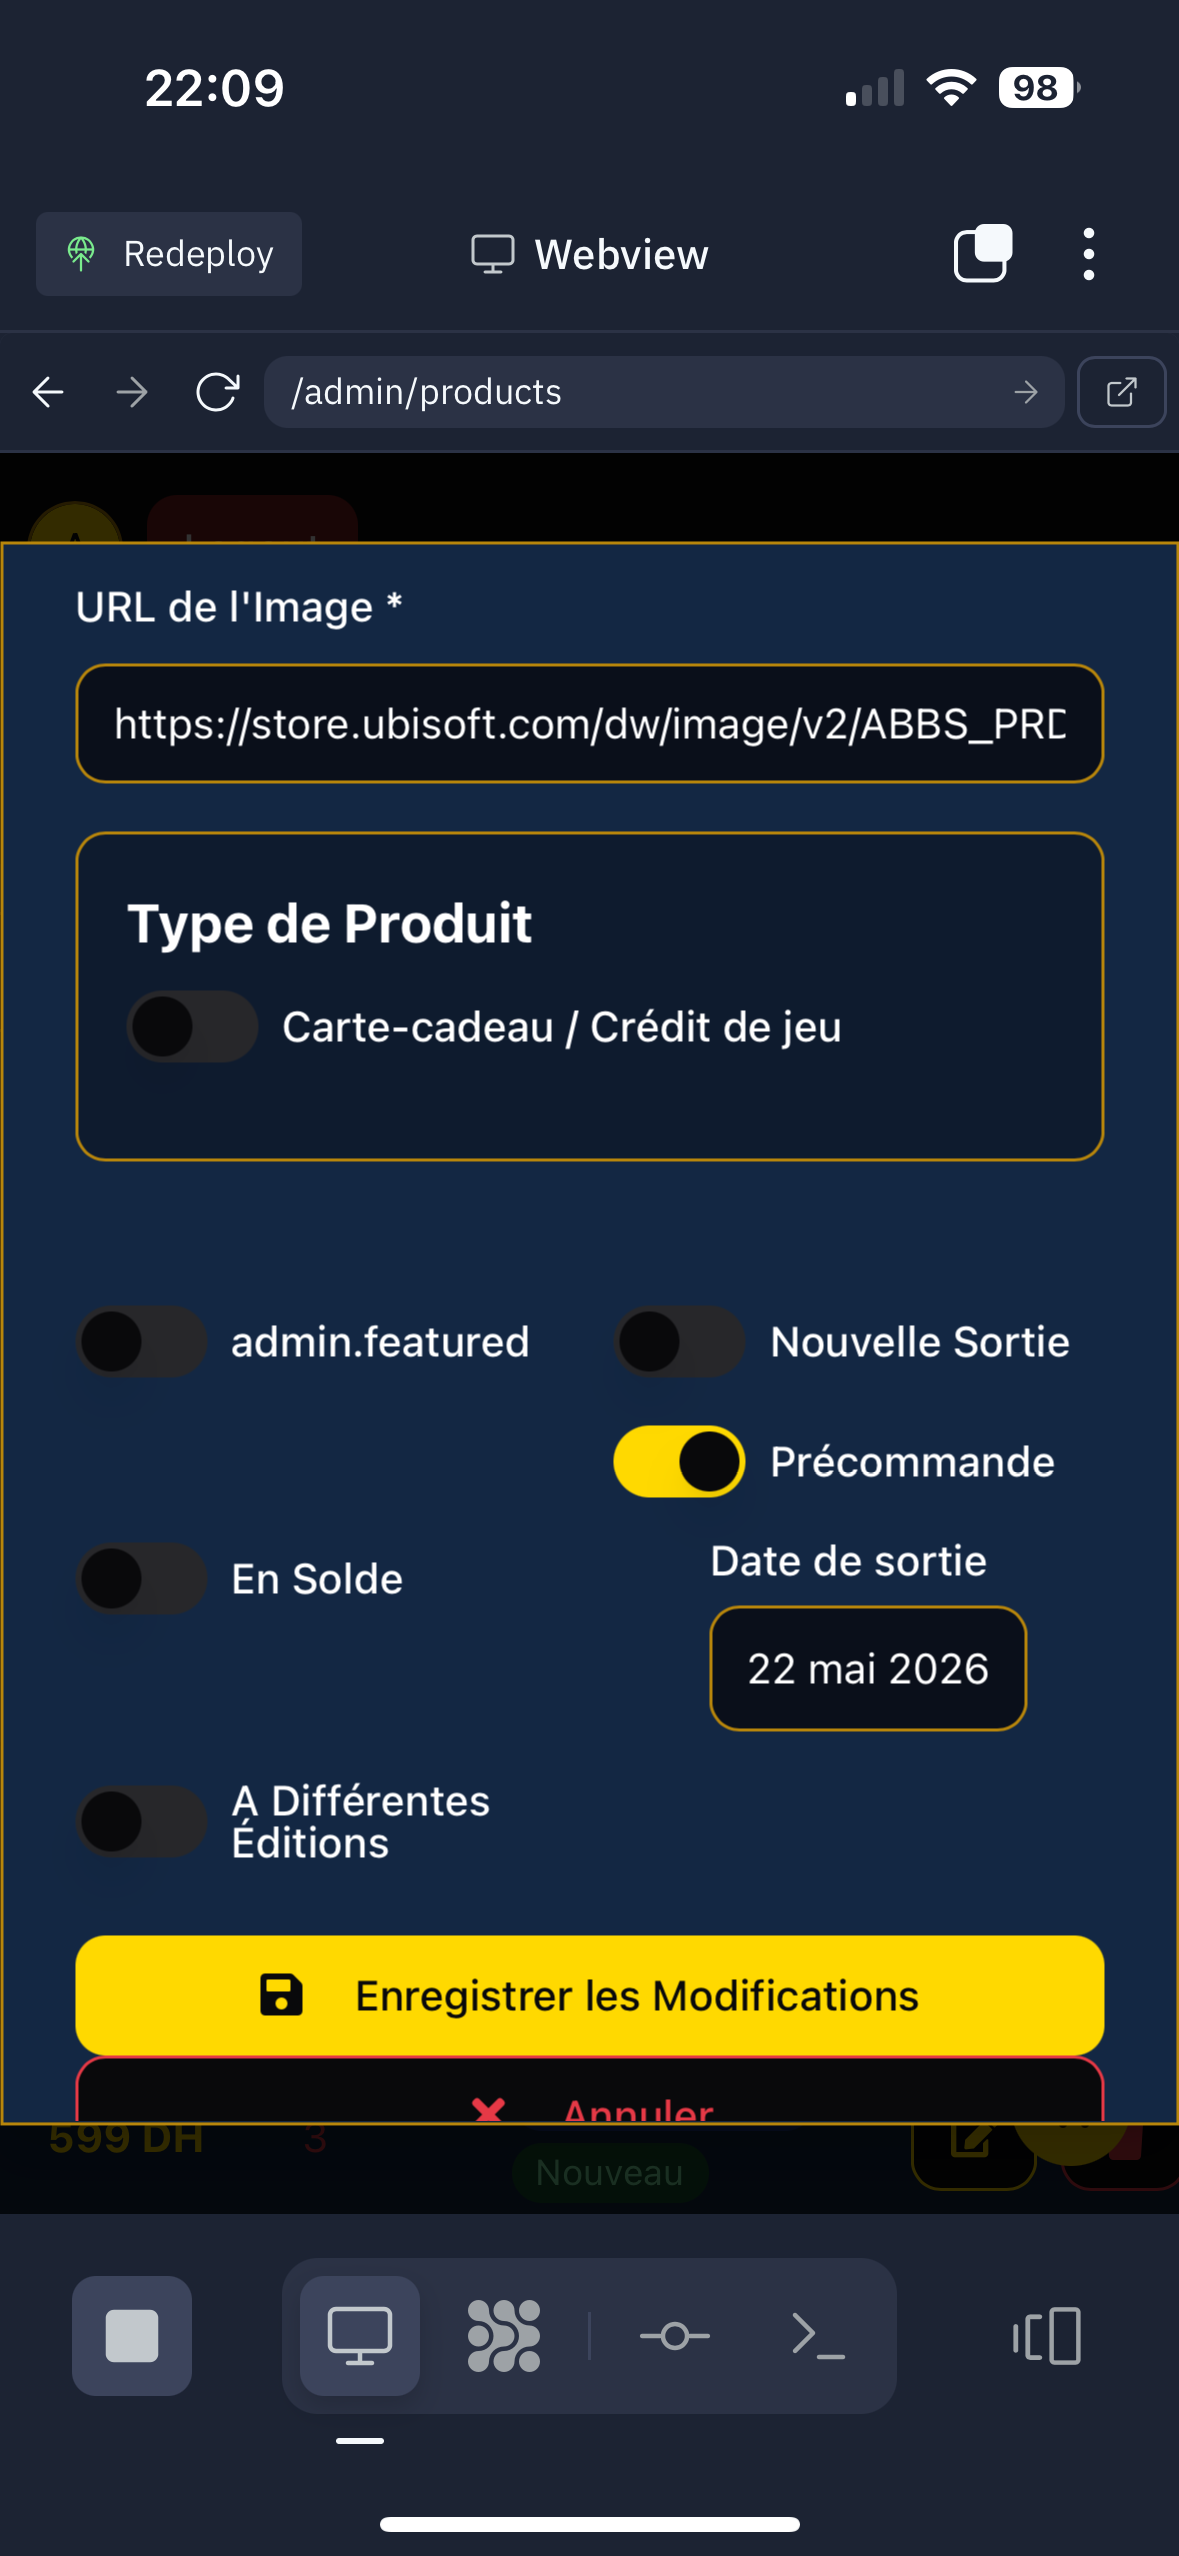 22:09
98
Redeploy
Webview
/admin/products
URL de l'Image *
https://store.ubisoft.com/dw/image/v2/ABBS_PRD
Type de Produit
Carte-cadeau / Crédit de jeu
admin.featured
Nouvelle Sortie
Précommande
En Solde
Date de sortie
22 mai 2026
A Différentes
Éditions
Enregistrer les Modifications
Annuler
599 DH
3
Nouveau